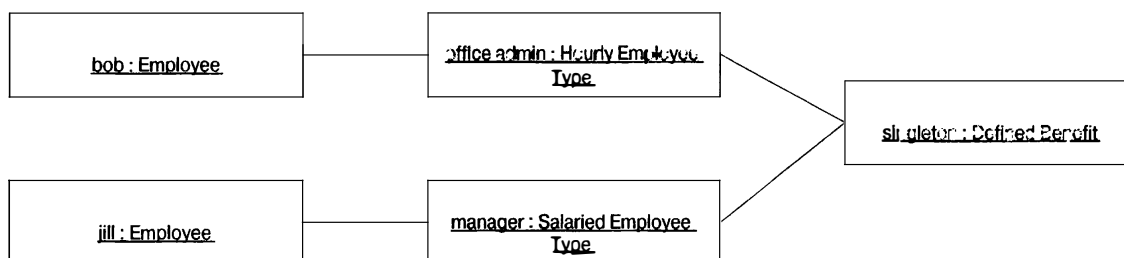 bob : Employee
office admin : Hourly Employee
Type
singleton : Defined Benefit
jill : Employee
manager : Salaried Employee
Type